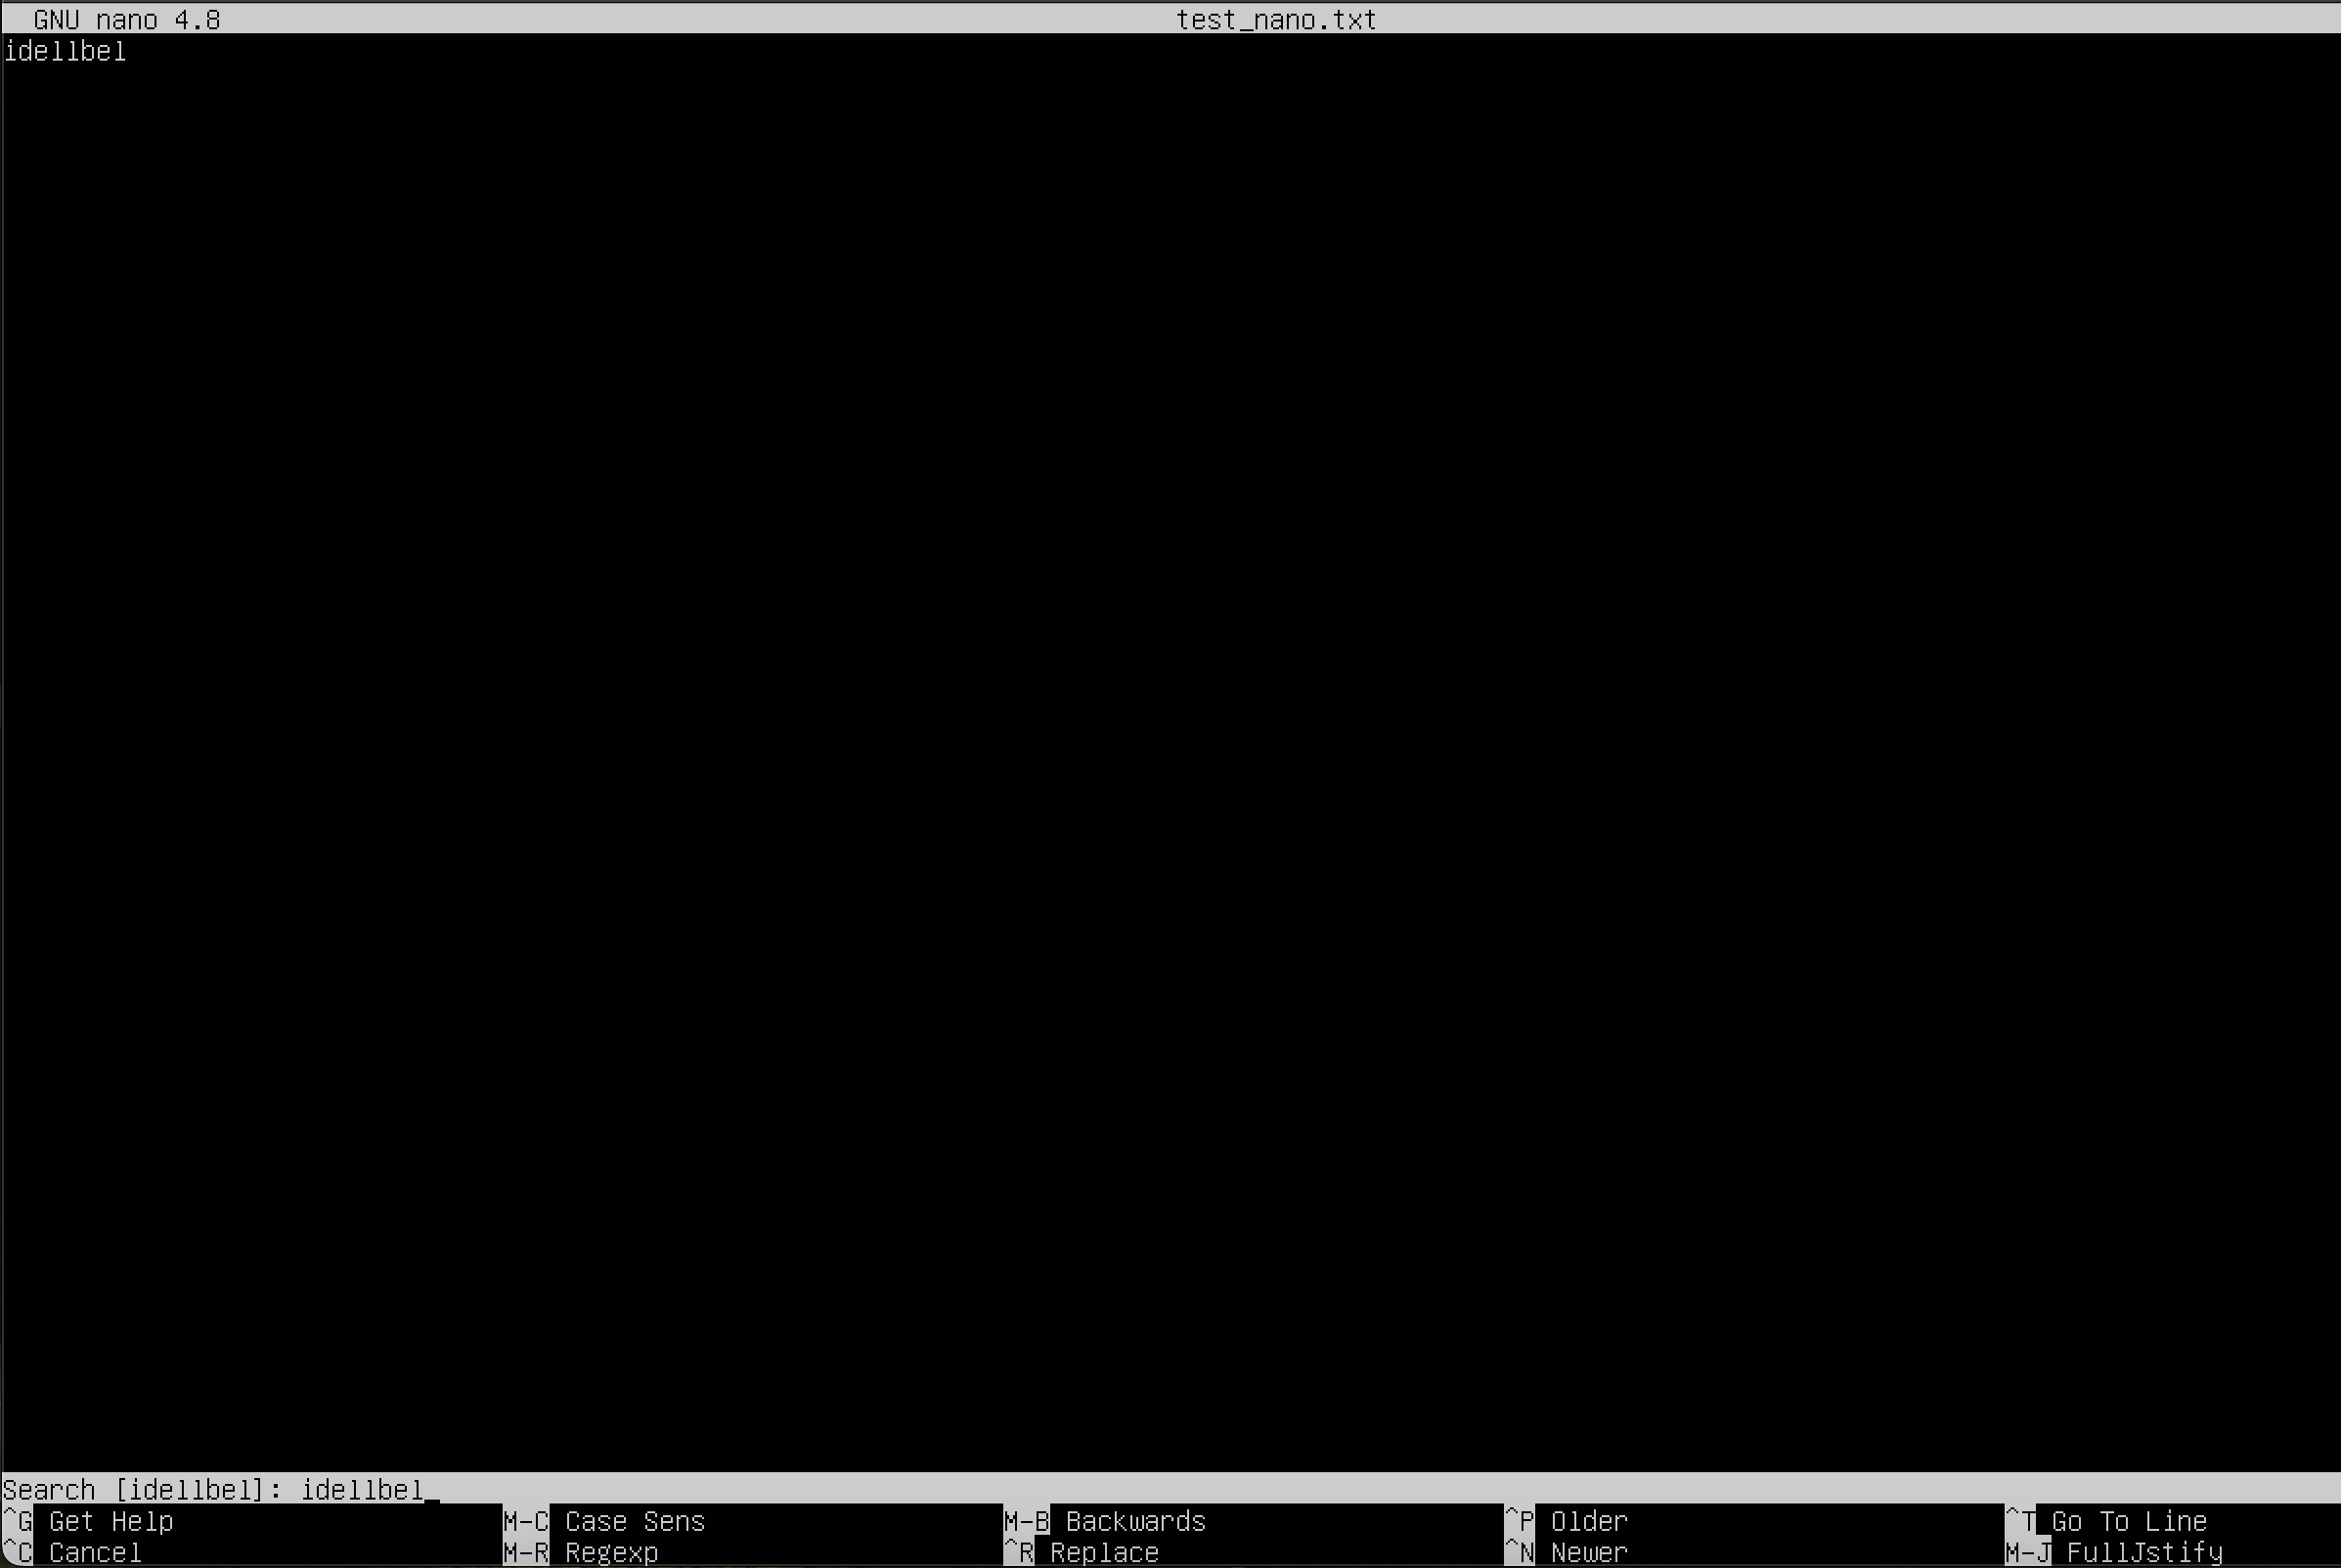 GNU nano 4.8 test_nano.txt
idellbel
Search [idellbel]: idellbel
^G Get Help M-C Case Sens M-B Backwards ^P Older ^T Go To Line
^C Cancel M-R Regexp ^R Replace ^N Newer M-J FullJstify